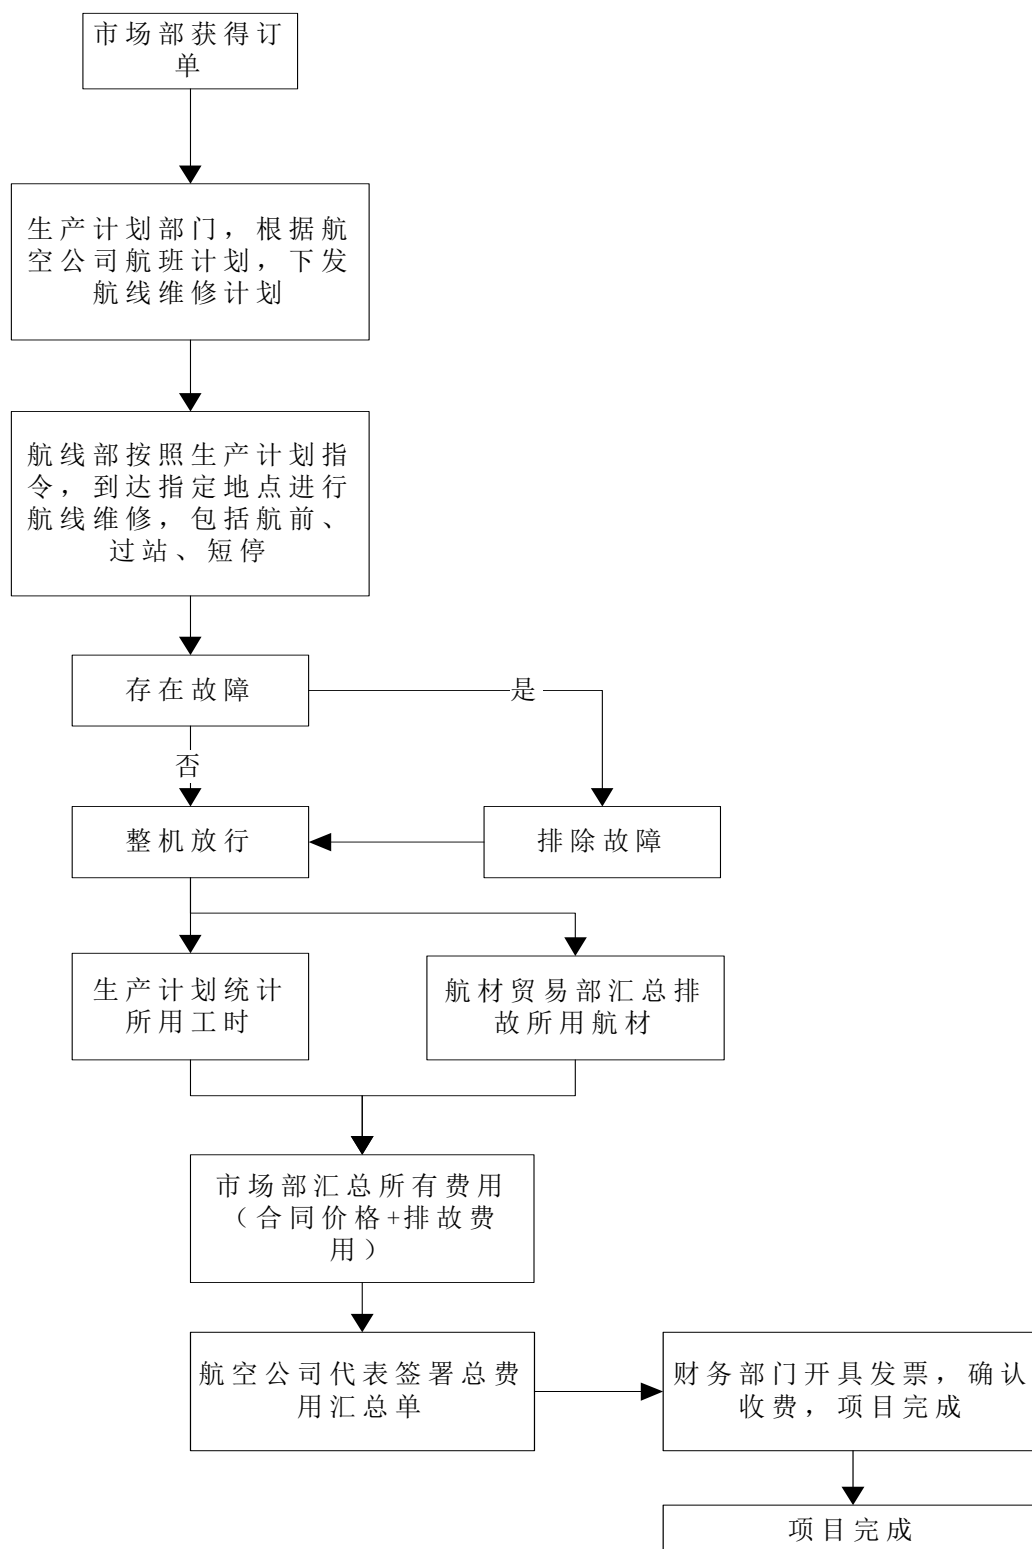 市场部获得订
单
生产计划部门，根据航
空公司航班计划，下发
航线维修计划
航线部按照生产计划指
令，到达指定地点进行
航线维修，包括航前、
过站、短停
存在故障
是
否
整机放行
排除故障
生产计划统计
所用工时
航材贸易部汇总排
故所用航材
市场部汇总所有费用
（合同价格+排故费
用）
航空公司代表签署总费
用汇总单
财务部门开具发票，确认
收费，项目完成
项目完成